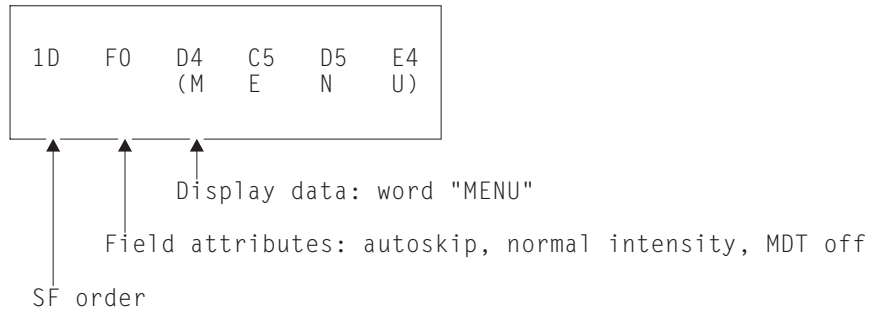 1D F0 D4 C5 D5 E4
(M E N U)
Display data: word "MENU"
Field attributes: autoskip, normal intensity, MDT off
SF order